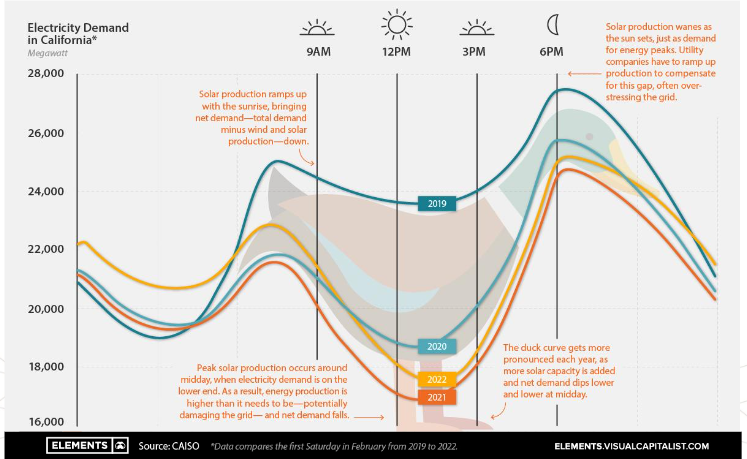 Electricity Demand
in California*
Megawatt
9AM
12PM
3PM
6PM
Solar production wanes as
the sun sets, just as demand
for energy peaks. Utility
companies have to ramp up
production to compensate
for this gap, often over-
stressing the grid.
28,000
26,000
24,000
22,000
20,000
18,000
16,000
Solar production ramps up
with the sunrise, bringing
net demand—total demand
minus wind and solar
production—down.
2019
2020
2022
2021
Peak solar production occurs around
midday, when electricity demand is on the
lower end. As a result, energy production is
higher than it needs to be—potentially
damaging the grid— and net demand falls.
The duck curve gets more
pronounced each year, as
more solar capacity is added
and net demand dips lower
and lower at midday.
ELEMENTS
Source: CAISO
*Data compares the first Saturday in February from 2019 to 2022.
ELEMENTS.VISUALCAPITALIST.COM